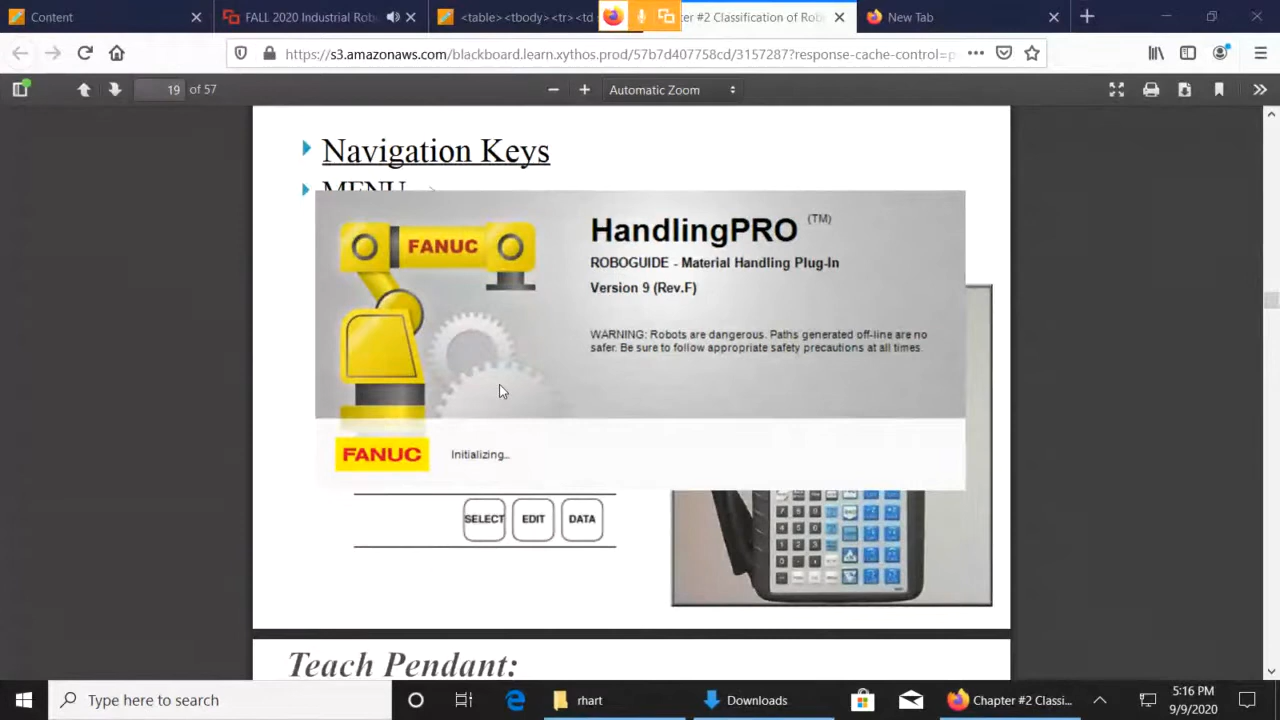 Content
FALL 2020 Industrial Rob
<table><tbody><tr><td s
ter #2 Classification of Rob
New Tab
https://s3.amazonaws.com/blackboard.learn.xythos.prod/57b7d407758cd/3157287?response-cache-control=p
19 of 57
Automatic Zoom
Navigation Keys
MENU
FANUC
HandlingPRO (TM)
ROBOGUIDE - Material Handling Plug-In
Version 9 (Rev.F)
WARNING: Robots are dangerous. Paths generated off-line are no
safer. Be sure to follow appropriate safety precautions at all times.
FANUC
Initializing...
SELECT EDIT DATA
Teach Pendant:
Type here to search
rhart
Downloads
Chapter #2 Classi...
5:16 PM
9/9/2020